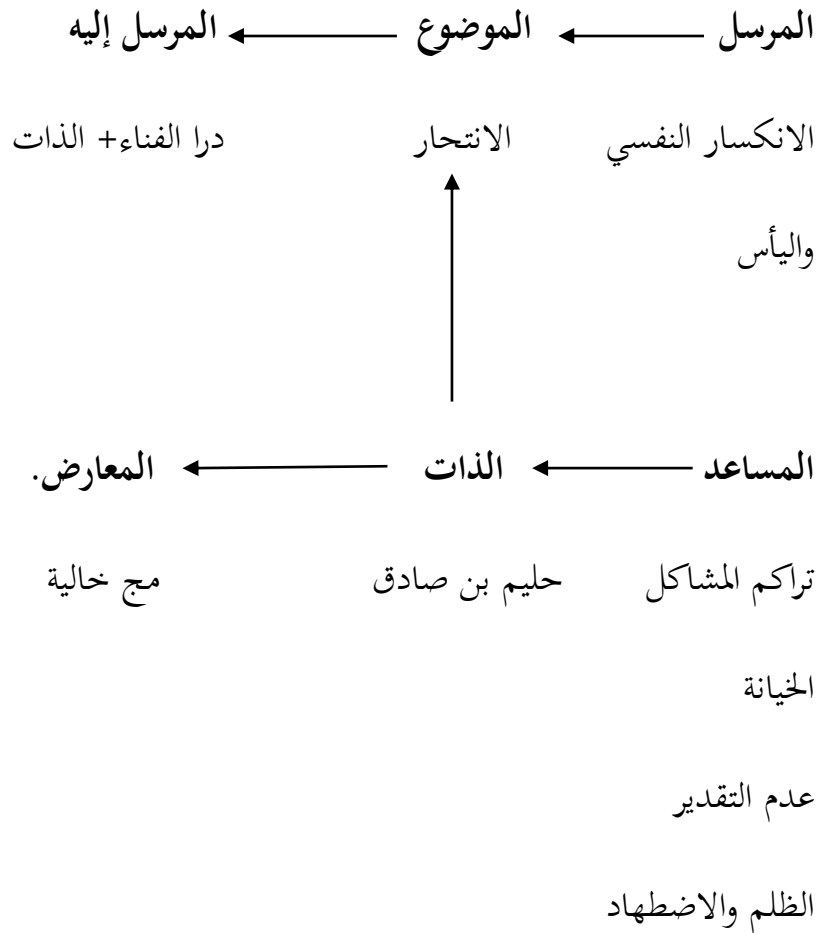 المرسل الموضوع المرسل إليه
الانكسار النفسي الانتحار درا الفناء+ الذات
واليأس
المساعد الذات المعارض.
تراكم المشاكل حليم بن صادق مج خالية
الخيانة
عدم التقدير
الظلم والاضطهاد